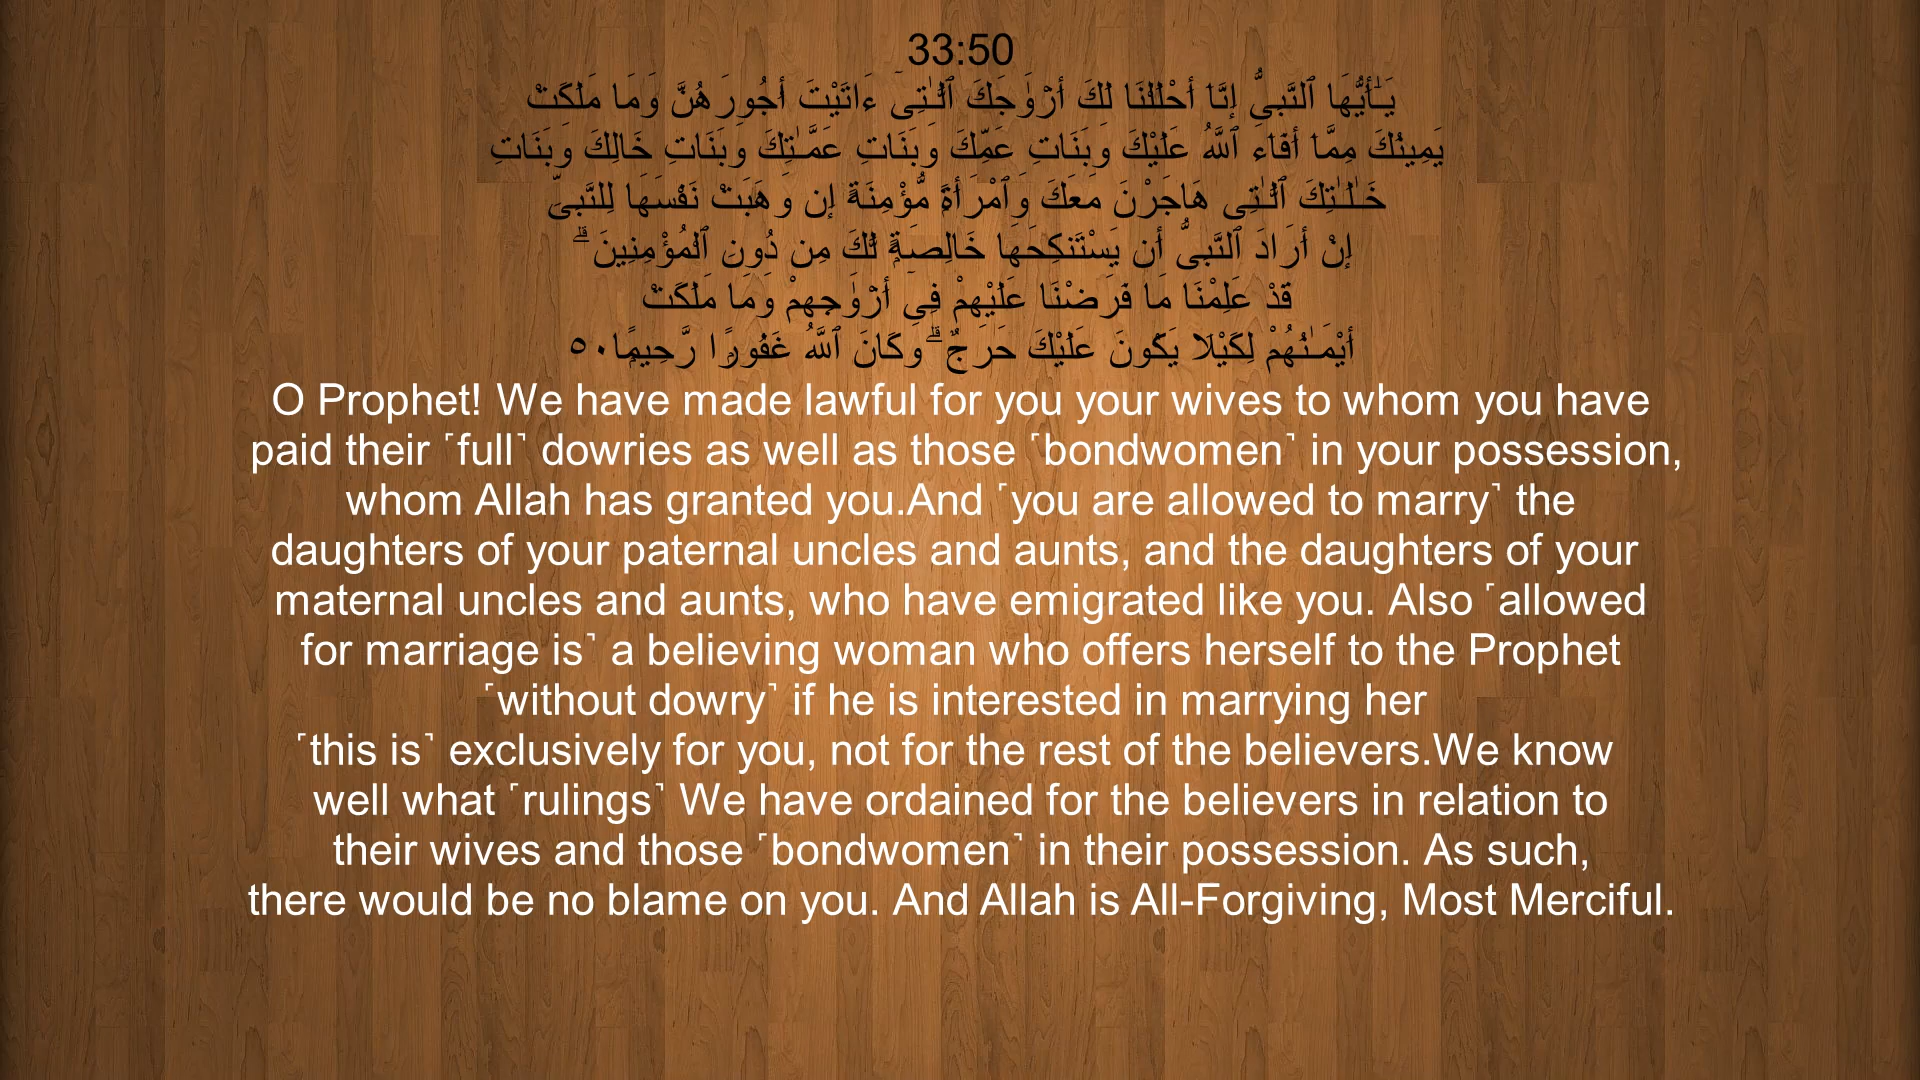 33:50
يَـٰٓأَيُّهَا ٱلنَّبِىُّ إِنَّآ أَحْلَلْنَا لَكَ أَزْوَٰجَكَ ٱلَّـٰتِىٓ ءَاتَيْتَ أُجُورَهُنَّ وَمَا مَلَكَتْ
يَمِينُكَ مِمَّآ أَفَآءَ ٱللَّهُ عَلَيْكَ وَبَنَاتِ عَمِّكَ وَبَنَاتِ عَمَّـٰتِكَ وَبَنَاتِ خَالِكَ وَبَنَاتِ
خَـٰلَـٰتِكَ ٱلَّـٰتِى هَاجَرْنَ مَعَكَ وَٱمْرَأَةًۭ مُّؤْمِنَةً إِن وَهَبَتْ نَفْسَهَا لِلنَّبِىِّ
إِنْ أَرَادَ ٱلنَّبِىُّ أَن يَسْتَنكِحَهَا خَالِصَةًۭ لَّكَ مِن دُونِ ٱلْمُؤْمِنِينَ ۗ
قَدْ عَلِمْنَا مَا فَرَضْنَا عَلَيْهِمْ فِىٓ أَزْوَٰجِهِمْ وَمَا مَلَكَتْ
أَيْمَـٰنُهُمْ لِكَيْلَا يَكُونَ عَلَيْكَ حَرَجٌۭ ۗ وَكَانَ ٱللَّهُ غَفُورًۭا رَّحِيمًۭا٥٠
O Prophet! We have made lawful for you your wives to whom you have
paid their ˹full˺ dowries as well as those ˹bondwomen˺ in your possession,
whom Allah has granted you.And ˹you are allowed to marry˺ the
daughters of your paternal uncles and aunts, and the daughters of your
maternal uncles and aunts, who have emigrated like you. Also ˹allowed
for marriage is˺ a believing woman who offers herself to the Prophet
˹without dowry˺ if he is interested in marrying her
˹this is˺ exclusively for you, not for the rest of the believers.We know
well what ˹rulings˺ We have ordained for the believers in relation to
their wives and those ˹bondwomen˺ in their possession. As such,
there would be no blame on you. And Allah is All-Forgiving, Most Merciful.